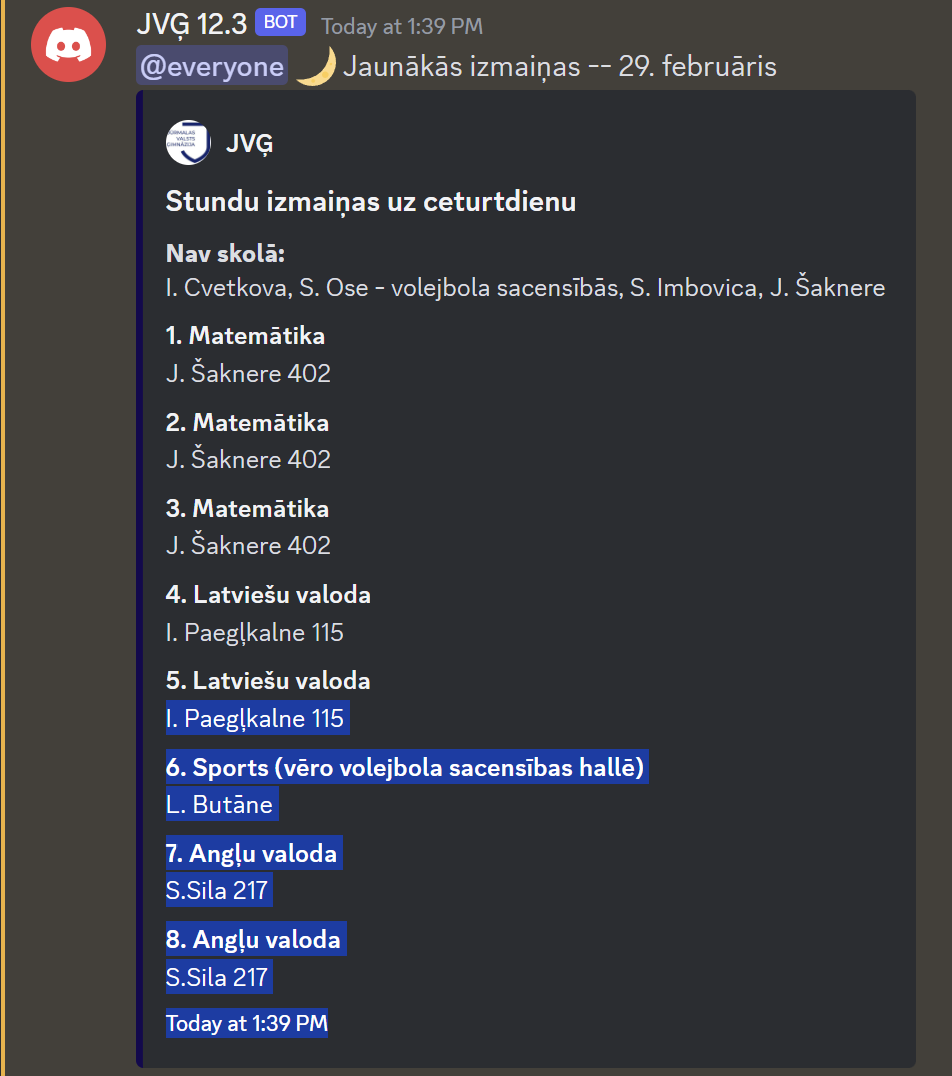 JVĢ 12.3 BOT Today at 1:39 PM
@everyone 🌙 Jaunākās izmaiņas -- 29. februāris
JŪRMALAS
VALSTS
ĢIMNĀZIJA
JVĢ
Stundu izmaiņas uz ceturtdienu
Nav skolā:
I. Cvetkova, S. Ose - volejbola sacensībās, S. Imbovica, J. Šaknere
1. Matemātika
J. Šaknere 402
2. Matemātika
J. Šaknere 402
3. Matemātika
J. Šaknere 402
4. Latviešu valoda
I. Paegļkalne 115
5. Latviešu valoda
I. Paegļkalne 115
6. Sports (vēro volejbola sacensības hallē)
L. Butāne
7. Angļu valoda
S.Sila 217
8. Angļu valoda
S.Sila 217
Today at 1:39 PM